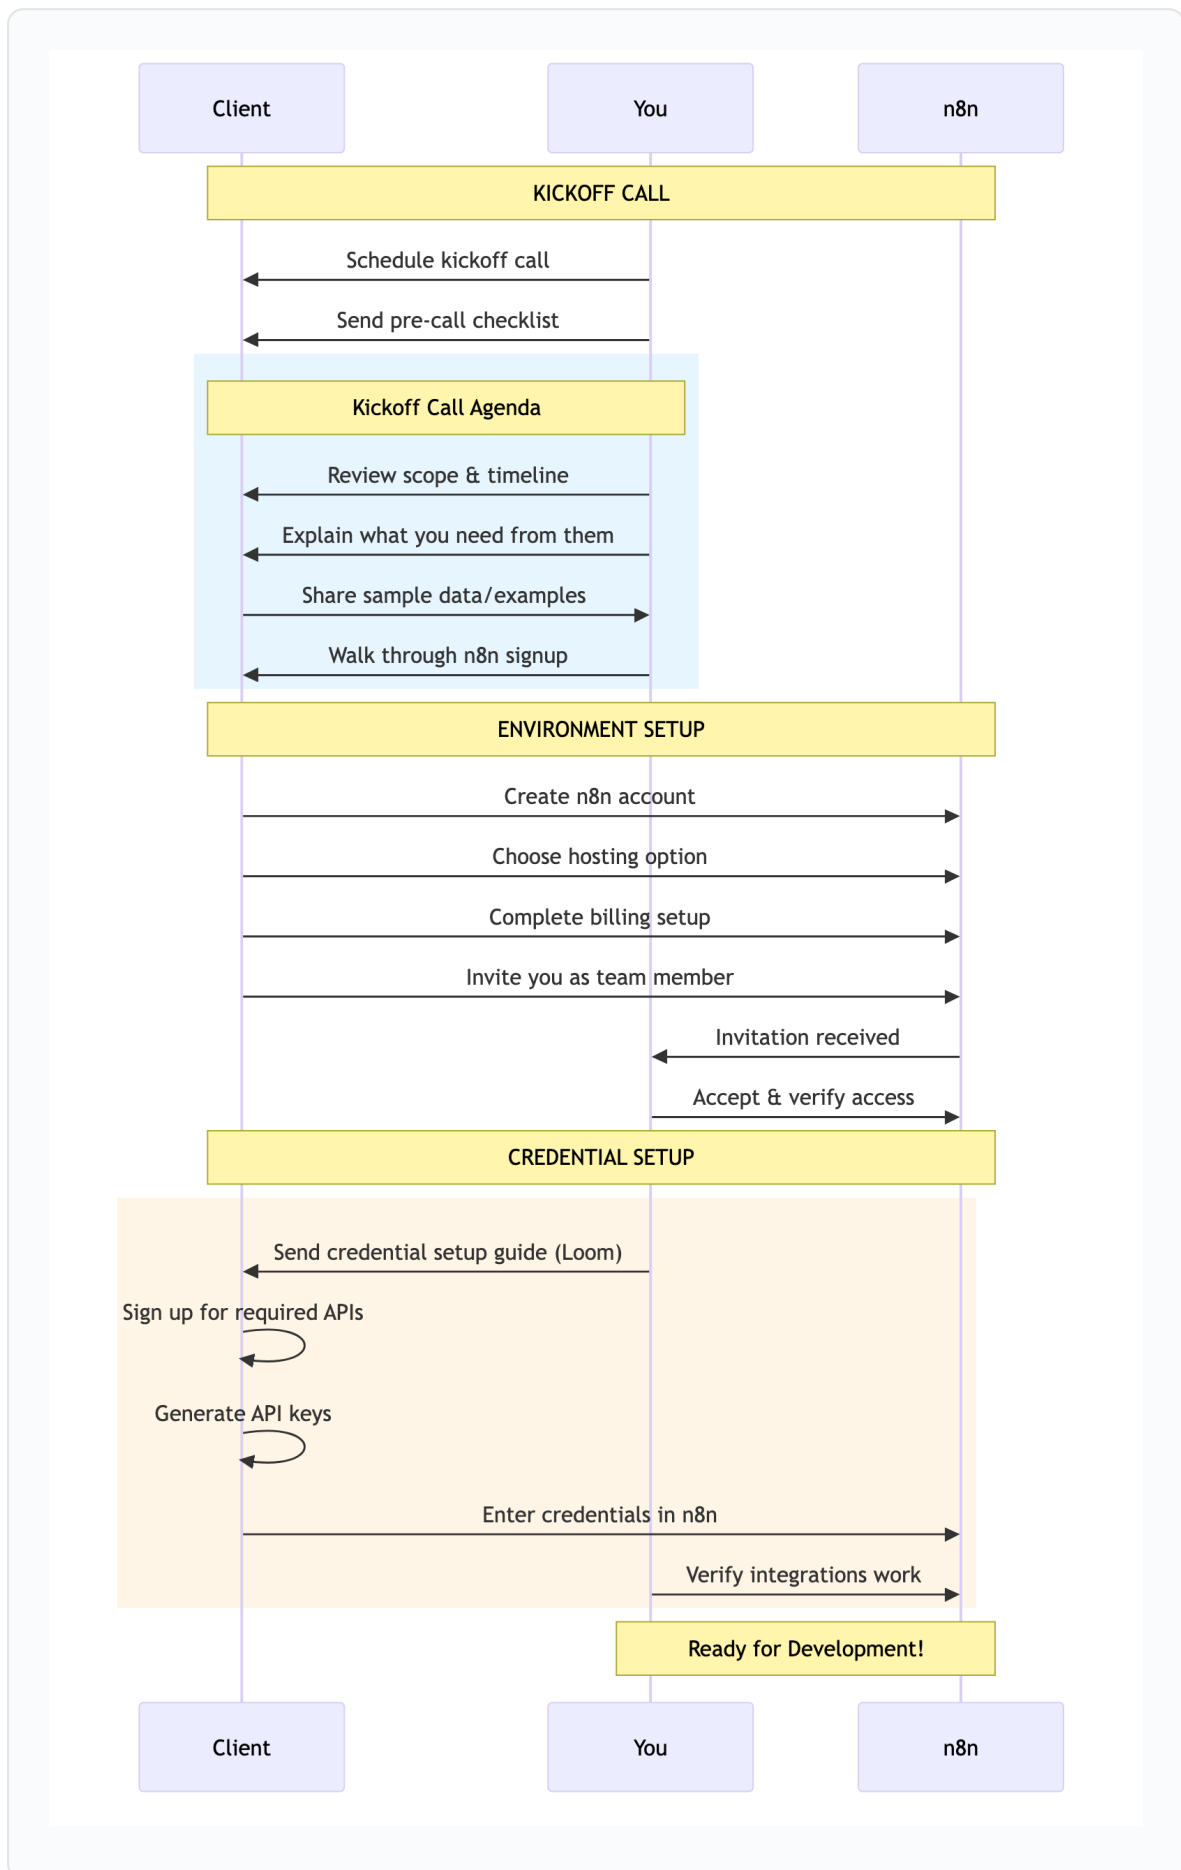 Client
You
n8n
KICKOFF CALL
Schedule kickoff call
Send pre-call checklist
Kickoff Call Agenda
Review scope & timeline
Explain what you need from them
Share sample data/examples
Walk through n8n signup
ENVIRONMENT SETUP
Create n8n account
Choose hosting option
Complete billing setup
Invite you as team member
Invitation received
Accept & verify access
CREDENTIAL SETUP
Send credential setup guide (Loom)
Sign up for required APIs
Generate API keys
Enter credentials in n8n
Verify integrations work
Ready for Development!
Client
You
n8n